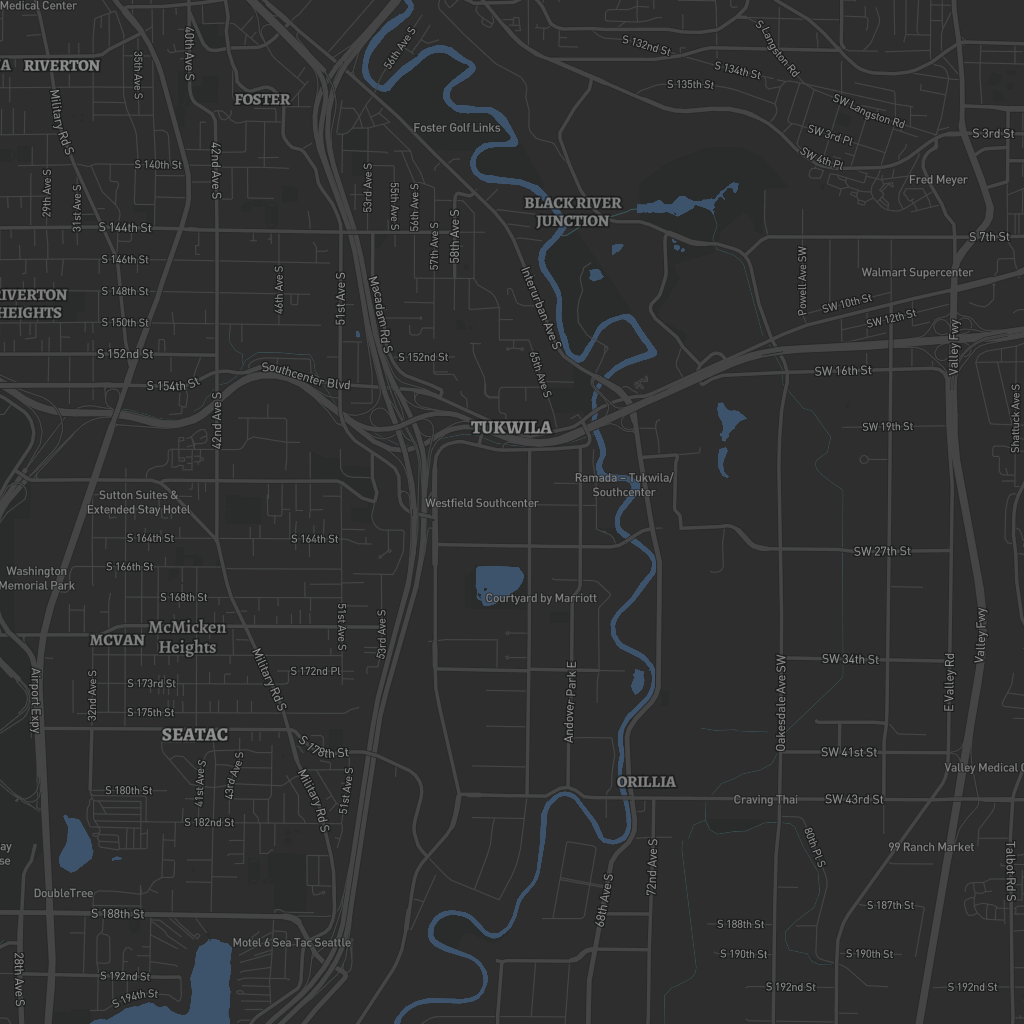 Medical Center
40th Ave S
35th Ave S
RIVERTON
56th Ave S
S 132nd St
S Langston Rd
S 134th St
S 135th St
SW Langston Rd
FOSTER
Military Rd S
Foster Golf Links
SW 3rd Pl
S 3rd St
SW 4th Pl
S 140th St
42nd Ave S
53rd Ave S
55th Ave S
56th Ave S
29th Ave S
31st Ave S
Fred Meyer
BLACK RIVER
JUNCTION
S 144th St
57th Ave S
58th Ave S
S 7th St
S 146th St
46th Ave S
51st Ave S
Macadam Rd S
Interurban Ave S
Powell Ave SW
Walmart Supercenter
S 148th St
RIVERTON
HEIGHTS
SW 10th St
SW 12th St
S 150th St
S 152nd St
S 152nd St
65th Ave S
Valley Fwy
S 154th St
Southcenter Blvd
SW 16th St
42nd Ave S
TUKWILA
SW 19th St
Shattuck Ave S
Ramada – Tukwila/
Southcenter
Sutton Suites &
Extended Stay Hotel
Westfield Southcenter
S 164th St
S 164th St
SW 27th St
S 166th St
Washington
Memorial Park
S 168th St
Courtyard by Marriott
51st Ave S
53rd Ave S
McMicken
Heights
MCVAN
Valley Fwy
S 172nd Pl
SW 34th St
S 173rd St
32nd Ave S
Airport Expy
Military Rd S
Andover Park E
Oakesdale Ave SW
E Valley Rd
S 175th St
SEATAC
S 178th St
SW 41st St
Valley Medical C
41st Ave S
43rd Ave S
Military Rd S
51st Ave S
ORILLIA
S 180th St
Craving Thai
SW 43rd St
S 182nd St
80th Pl S
99 Ranch Market
72nd Ave S
68th Ave S
Talbot Rd S
DoubleTree
S 187th St
S 188th St
S 188th St
Motel 6 Sea Tac Seattle
S 190th St
S 190th St
28th Ave S
S 192nd St
S 192nd St
S 192nd St
S 194th St